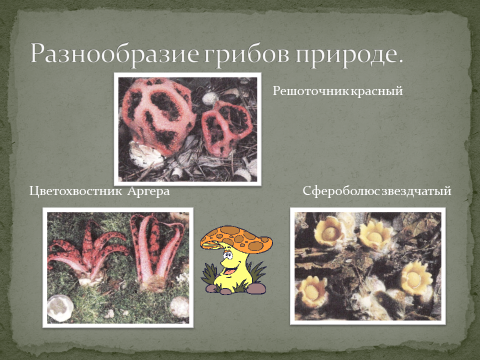 Разнообразие грибов природе.
Решоточник красный
Цветохвостник Аргера
Сфероболюс звездчатый